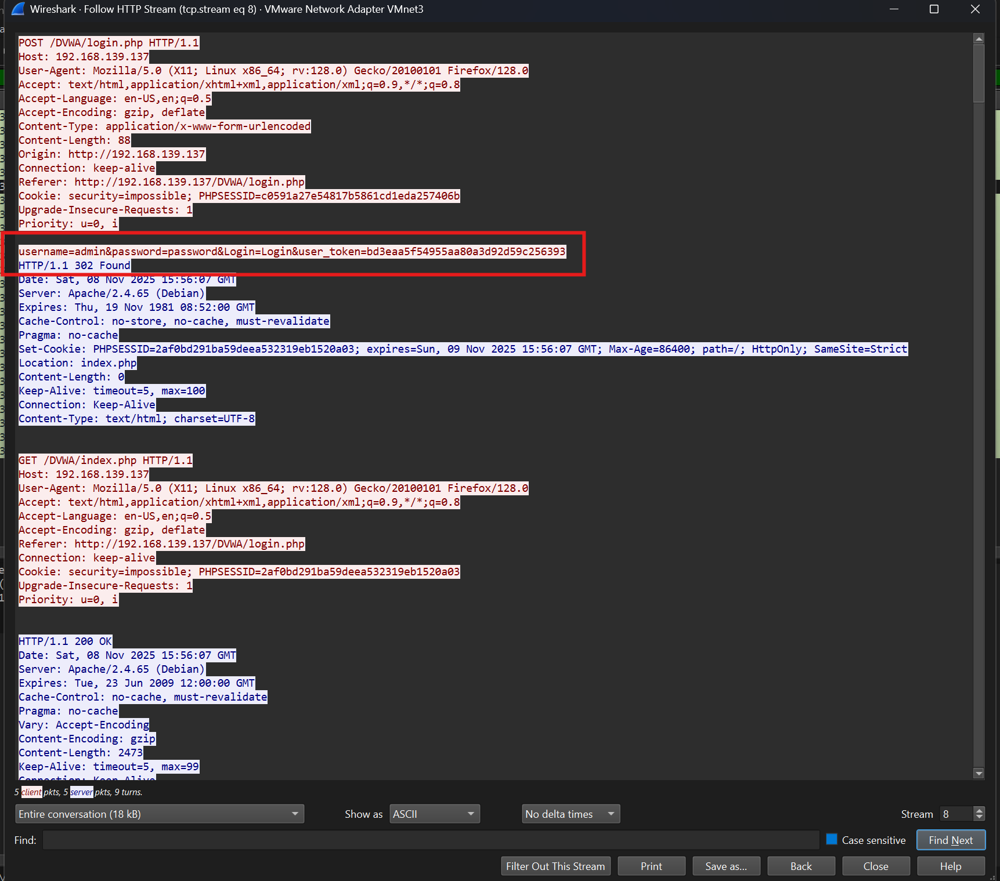 Wireshark · Follow HTTP Stream (tcp.stream eq 8) · VMware Network Adapter VMnet3
POST /DVWA/login.php HTTP/1.1
Host: 192.168.139.137
User-Agent: Mozilla/5.0 (X11; Linux x86_64; rv:128.0) Gecko/20100101 Firefox/128.0
Accept: text/html,application/xhtml+xml,application/xml;q=0.9,*/*;q=0.8
Accept-Language: en-US,en;q=0.5
Accept-Encoding: gzip, deflate
Content-Type: application/x-www-form-urlencoded
Content-Length: 88
Origin: http://192.168.139.137
Connection: keep-alive
Referer: http://192.168.139.137/DVWA/login.php
Cookie: security=impossible; PHPSESSID=c0591a27e54817b5861cd1eda257406b
Upgrade-Insecure-Requests: 1
Priority: u=0, i
username=admin&password=password&Login=Login&user_token=bd3eaa5f54955aa80a3d92d59c256393
HTTP/1.1 302 Found
Date: Sat, 08 Nov 2025 15:56:07 GMT
Server: Apache/2.4.65 (Debian)
Expires: Thu, 19 Nov 1981 08:52:00 GMT
Cache-Control: no-store, no-cache, must-revalidate
Pragma: no-cache
Set-Cookie: PHPSESSID=2af0bd291ba59deea532319eb1520a03; expires=Sun, 09 Nov 2025 15:56:07 GMT; Max-Age=86400; path=/; HttpOnly; SameSite=Strict
Location: index.php
Content-Length: 0
Keep-Alive: timeout=5, max=100
Connection: Keep-Alive
Content-Type: text/html; charset=UTF-8
GET /DVWA/index.php HTTP/1.1
Host: 192.168.139.137
User-Agent: Mozilla/5.0 (X11; Linux x86_64; rv:128.0) Gecko/20100101 Firefox/128.0
Accept: text/html,application/xhtml+xml,application/xml;q=0.9,*/*;q=0.8
Accept-Language: en-US,en;q=0.5
Accept-Encoding: gzip, deflate
Referer: http://192.168.139.137/DVWA/login.php
Connection: keep-alive
Cookie: security=impossible; PHPSESSID=2af0bd291ba59deea532319eb1520a03
Upgrade-Insecure-Requests: 1
Priority: u=0, i
HTTP/1.1 200 OK
Date: Sat, 08 Nov 2025 15:56:07 GMT
Server: Apache/2.4.65 (Debian)
Expires: Tue, 23 Jun 2009 12:00:00 GMT
Cache-Control: no-cache, must-revalidate
Pragma: no-cache
Vary: Accept-Encoding
Content-Encoding: gzip
Content-Length: 2473
Keep-Alive: timeout=5, max=99
Connection: Keep-Alive
5 client pkts, 5 server pkts, 9 turns.
Entire conversation (18 kB) Show as ASCII No delta times Stream 8
Find: Case sensitive Find Next
Filter Out This Stream Print Save as... Back Close Help